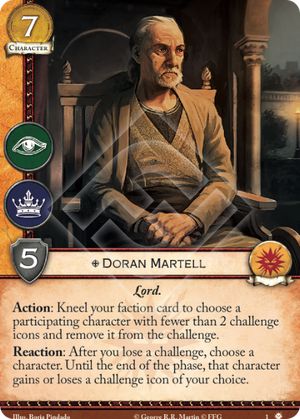 7
CHARACTER
5
DORAN MARTELL
Lord.
Action: Kneel your faction card to choose a
participating character with fewer than 2 challenge
icons and remove it from the challenge.
Reaction: After you lose a challenge, choose a
character. Until the end of the phase, that character
gains or loses a challenge icon of your choice.
Illus. Borja Pindado
© George R.R. Martin © FFG
1